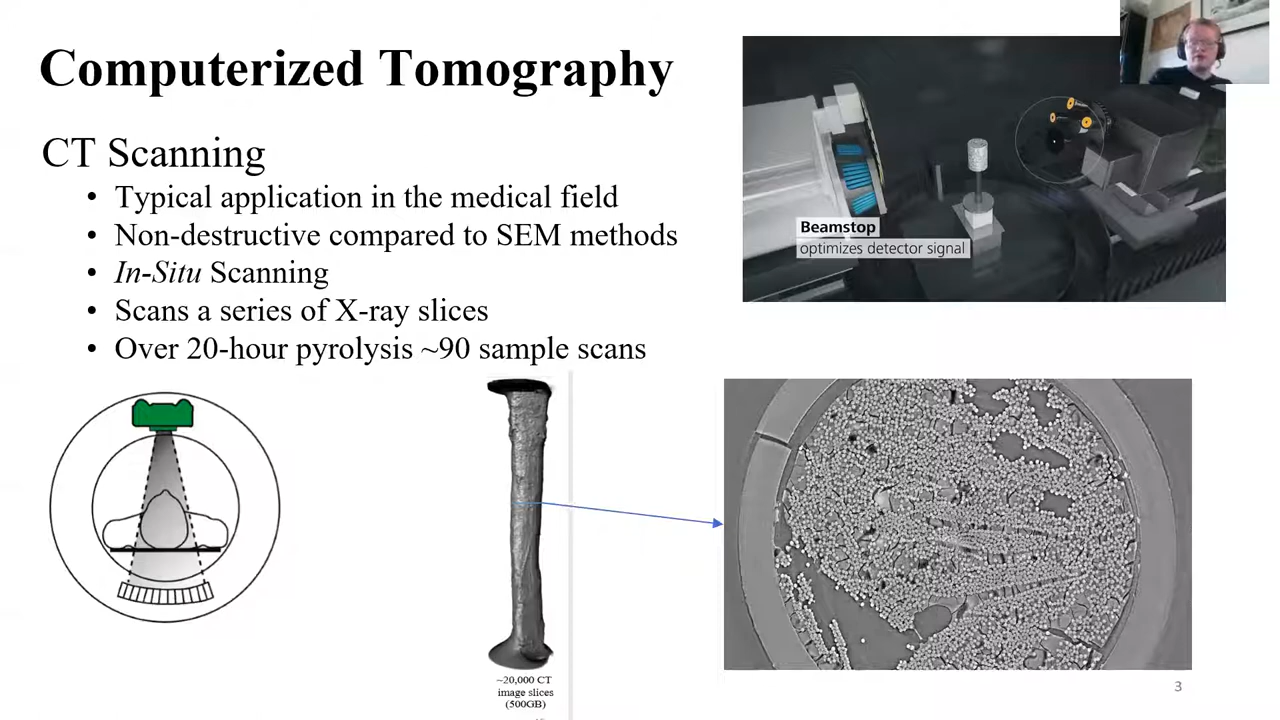 Computerized Tomography
CT Scanning
• Typical application in the medical field
• Non-destructive compared to SEM methods
• In-Situ Scanning
• Scans a series of X-ray slices
• Over 20-hour pyrolysis ~90 sample scans
Beamstop
optimizes detector signal
~20,000 CT
image slices
(500GB)
3